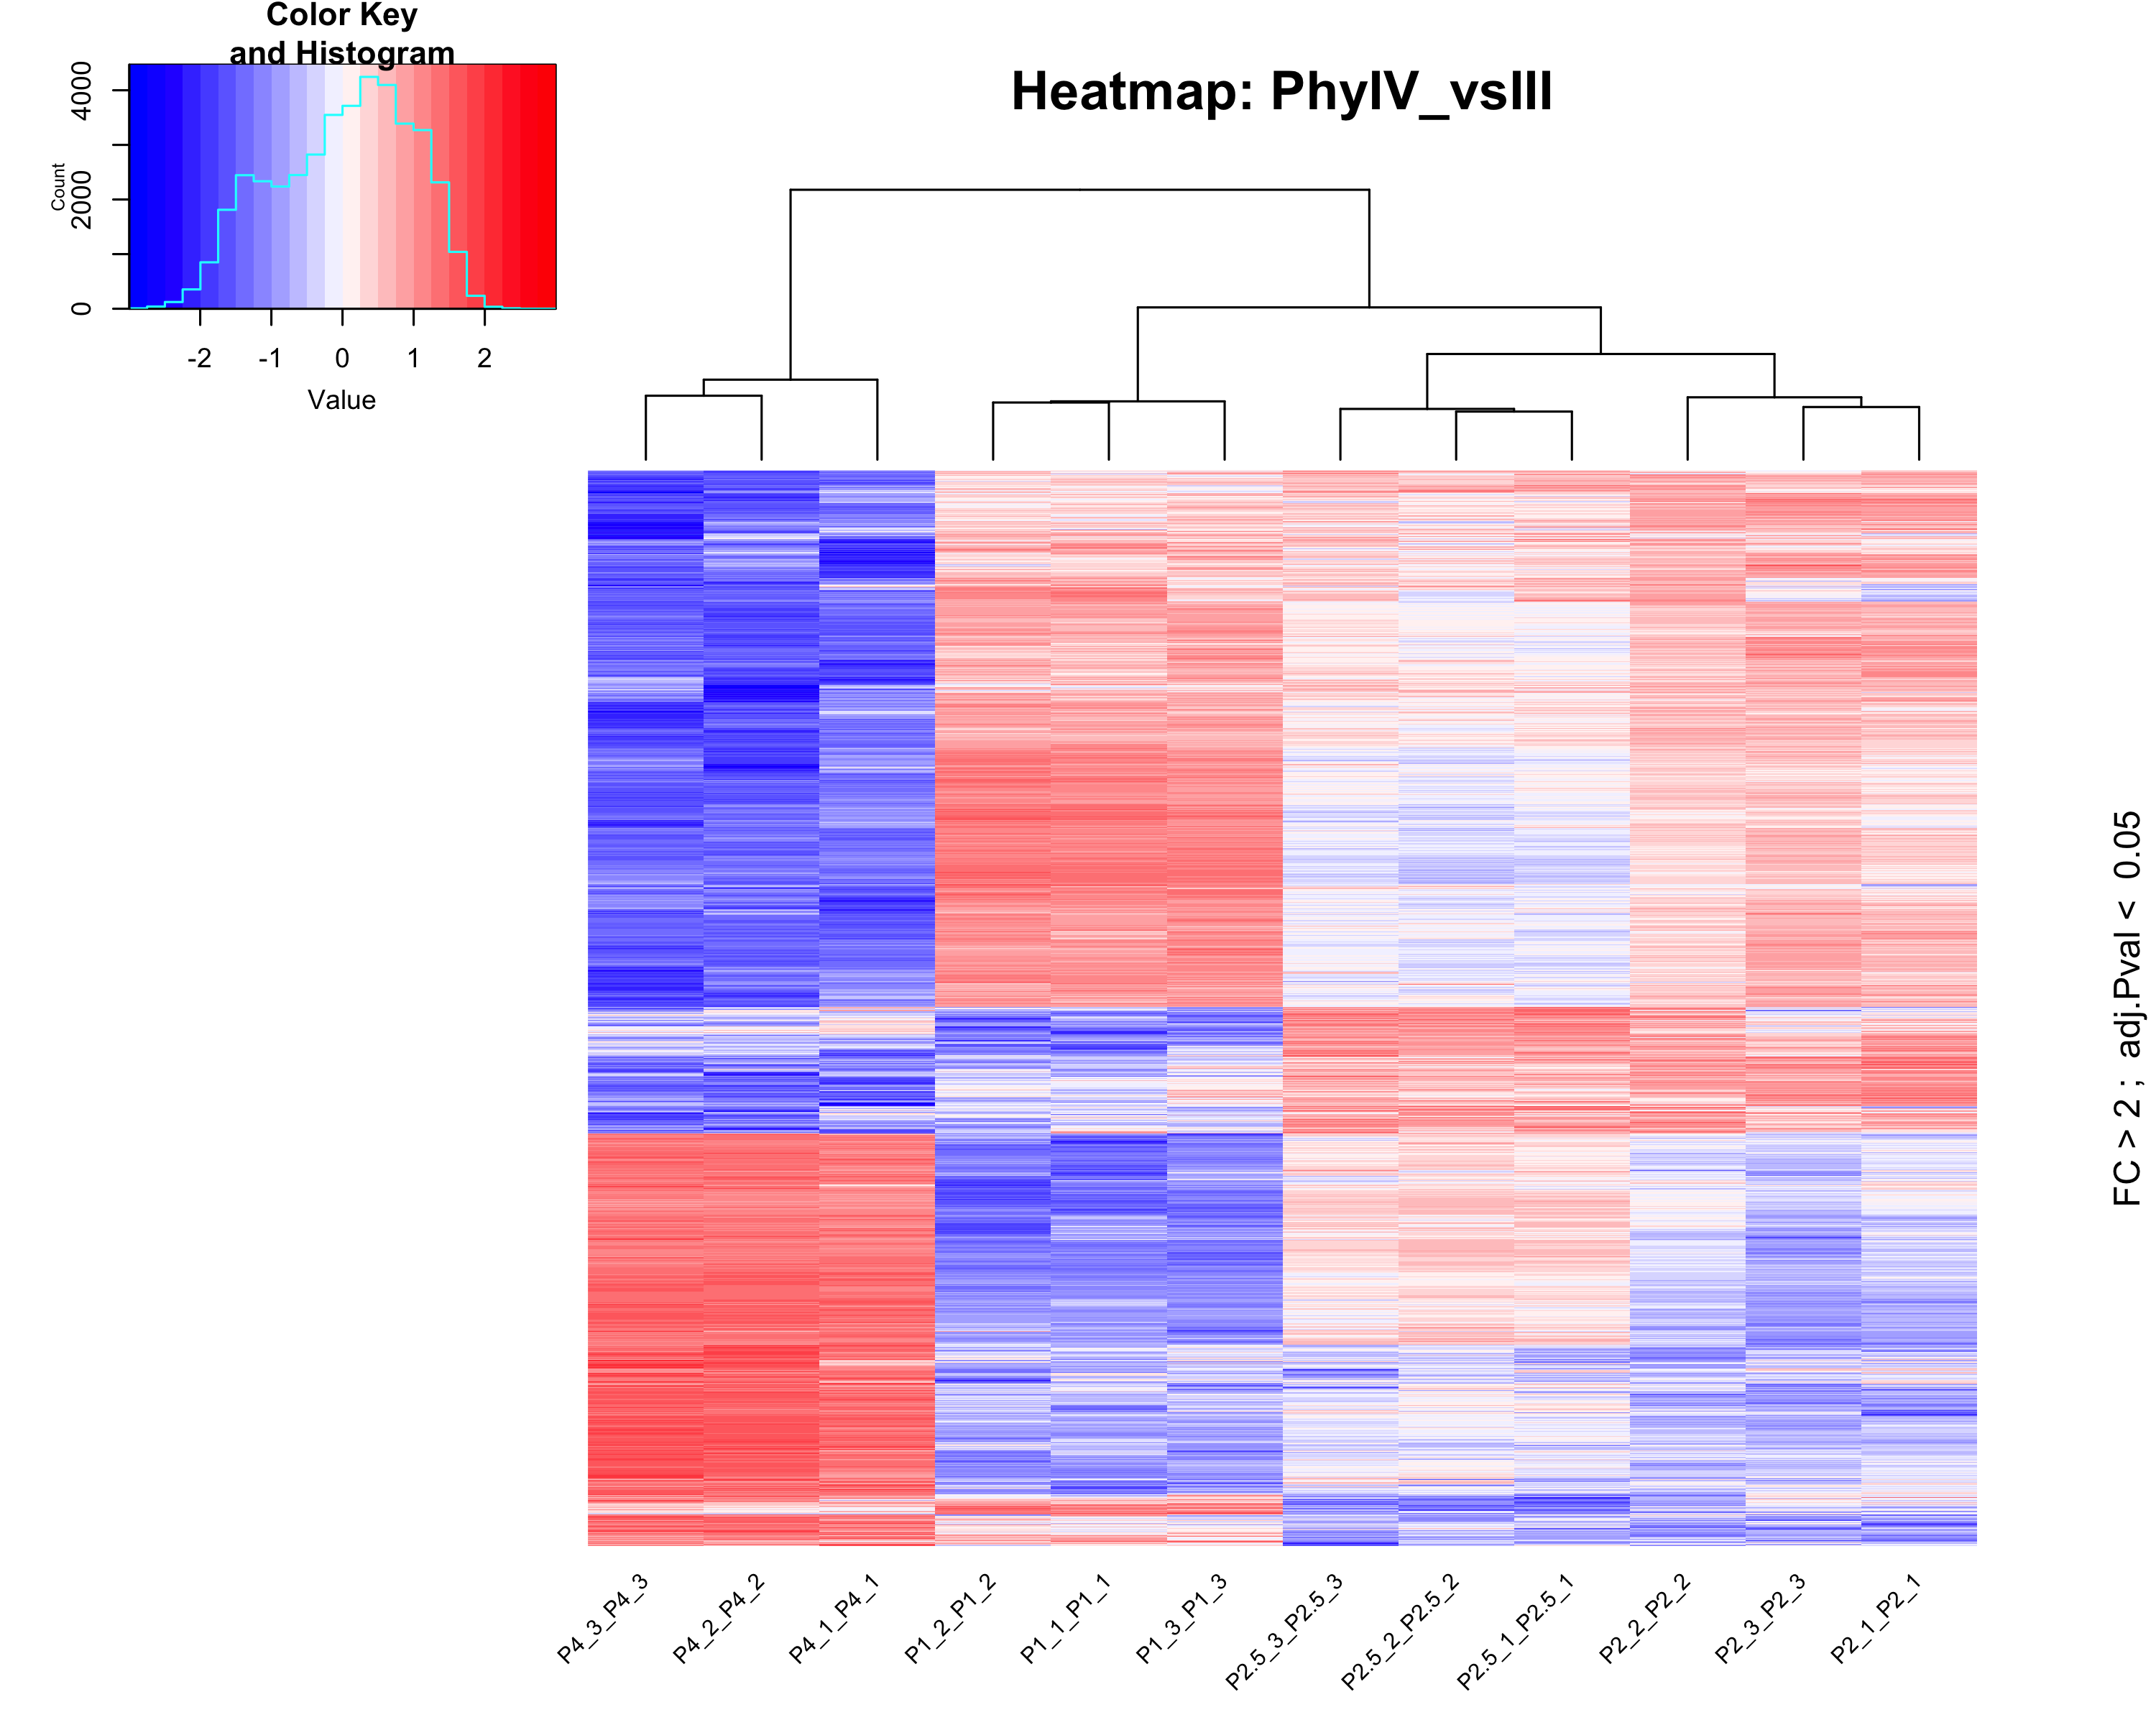 Color Key
and Histogram
Count
0
2000
4000
-2
-1
0
1
2
Value
Heatmap: PhyIV_vsIII
FC > 2 ; adj.Pval < 0.05
P4_3_P4_3
P4_2_P4_2
P4_1_P4_1
P1_2_P1_2
P1_1_P1_1
P1_3_P1_3
P2.5_3_P2.5_3
P2.5_2_P2.5_2
P2.5_1_P2.5_1
P2_2_P2_2
P2_3_P2_3
P2_1_P2_1